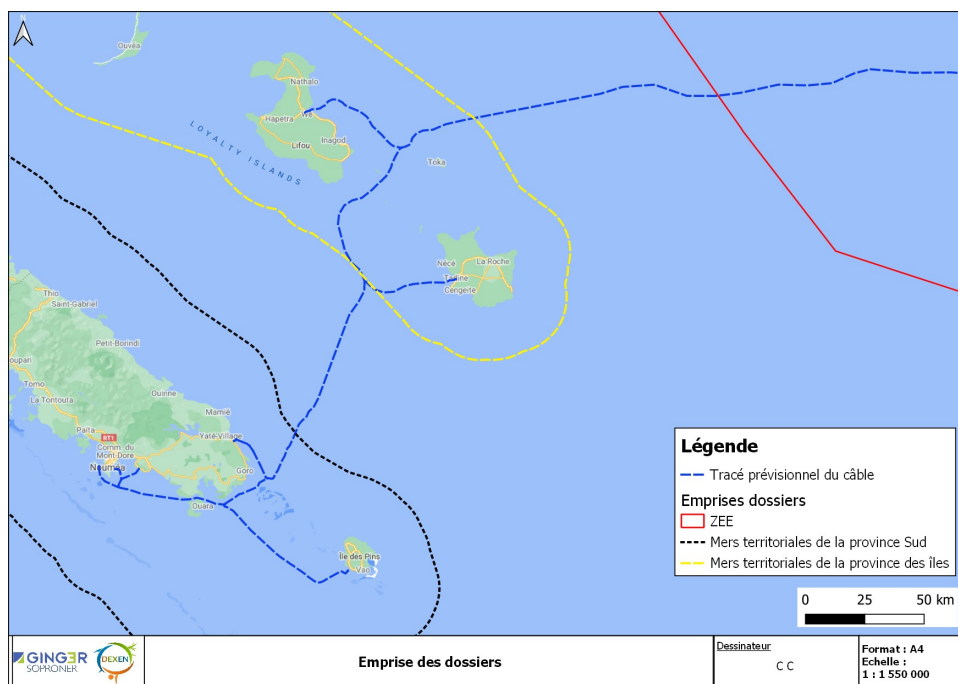 N
Ouvéa
Nathalo
Hapetra
We
Inagod
Lifou
LOYALTY ISLANDS
Toka
Nécé
La Roche
Tadine
Cengerte
Thio
Saint-Gabriel
Petit-Borindi
oupari
Tomo
La Tontouta
Ouinne
Païta
Mamié
RT1
Yaté-Village
Comm. du
Mont-Dore
Nouméa
Goro
Ouara
Île des Pins
Vao
Légende
Tracé prévisionnel du câble
Emprises dossiers
ZEE
Mers territoriales de la province Sud
Mers territoriales de la province des îles
0 25 50 km
GINGER
SOPRONER
DEXEN
Emprise des dossiers
Dessinateur
C C
Format : A4
Echelle :
1 : 1 550 000